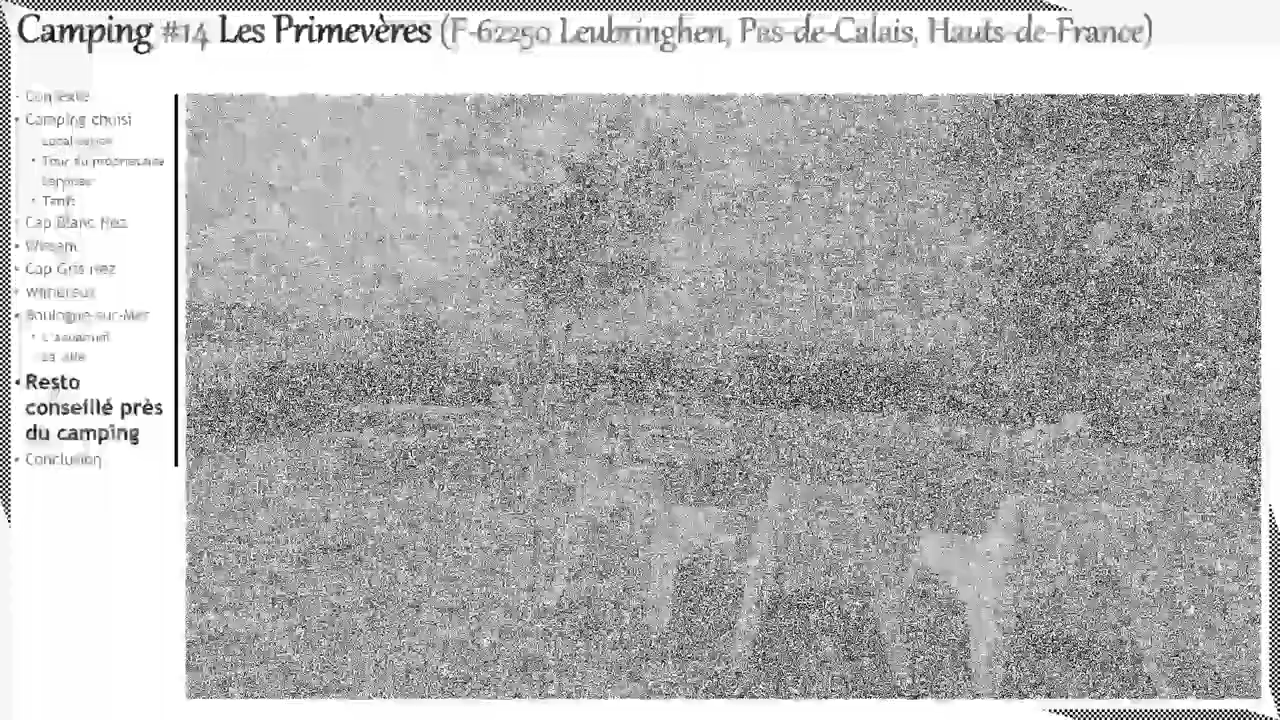 Camping #14 Les Primevères (F-62250 Leubringhen, Pas-de-Calais, Hauts-de-France)
Contexte
Camping choisi
Localisation
Tour du propriétaire
Tarifs
Cap Blanc Nez
Wissant
Cap Gris Nez
Wimereux
Boulogne-sur-Mer
L'aquarium
La ville
Resto
conseillé près
du camping
Conclusion